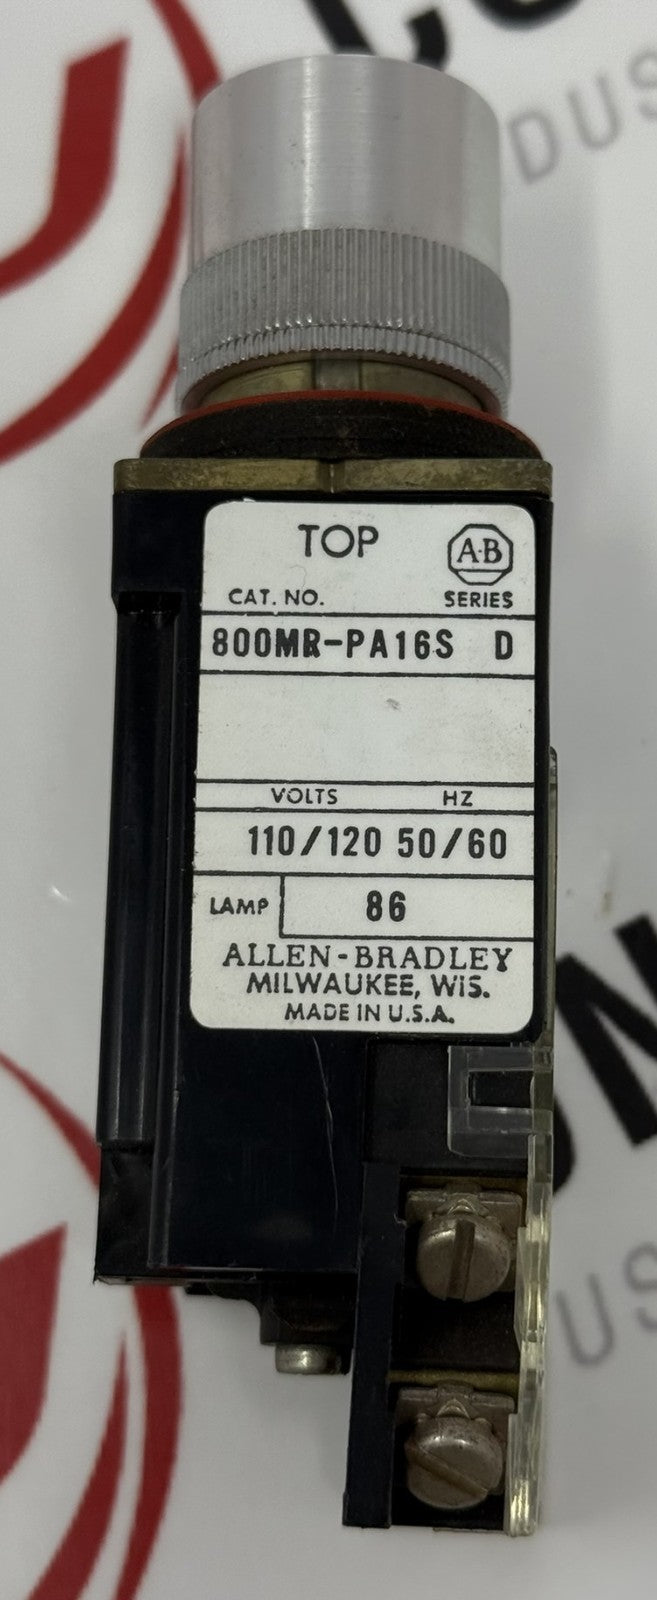 TOP A-B
CAT. NO. SERIES
800MR-PA16S D
VOLTS HZ
110/120 50/60
LAMP 86
ALLEN-BRADLEY
MILWAUKEE, WIS.
MADE IN U.S.A.